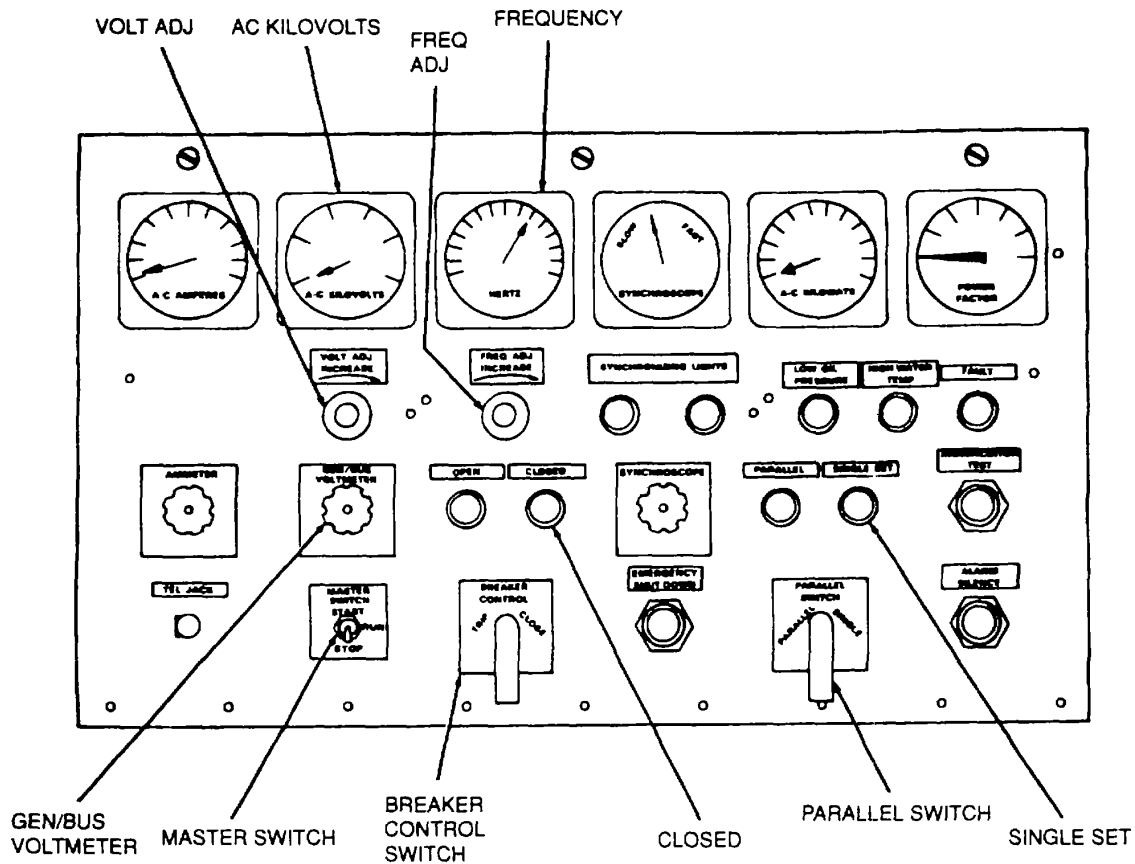 VOLT ADJ
AC KILOVOLTS
FREQ
ADJ
FREQUENCY
A-C AMPERES
A-C KILOVOLTS
HERTZ
SLOW
FAST
SYNCHROSCOPE
A-C KILOWATS
POWER
FACTOR
VOLT ADJ
INCREASE
FREQ ADJ
INCREASE
SYNCHRONIZING LIGHTS
LOW OIL
PRESSURE
HIGH WATER
TEMP
FAULT
AMMETER
GEN/BUS
VOLTMETER
OPEN
CLOSED
SYNCHROSCOPE
PARALLEL
SINGLE SET
TEST
TEL JACK
MASTER
SWITCH
START
RUN
STOP
BREAKER
CONTROL
TRIP
CLOSE
EMERGENCY
SHUT DOWN
PARALLEL
SWITCH
PARALLEL
SINGLE
ALARM
SILENCE
GEN/BUS
VOLTMETER
MASTER SWITCH
BREAKER
CONTROL
SWITCH
CLOSED
PARALLEL SWITCH
SINGLE SET